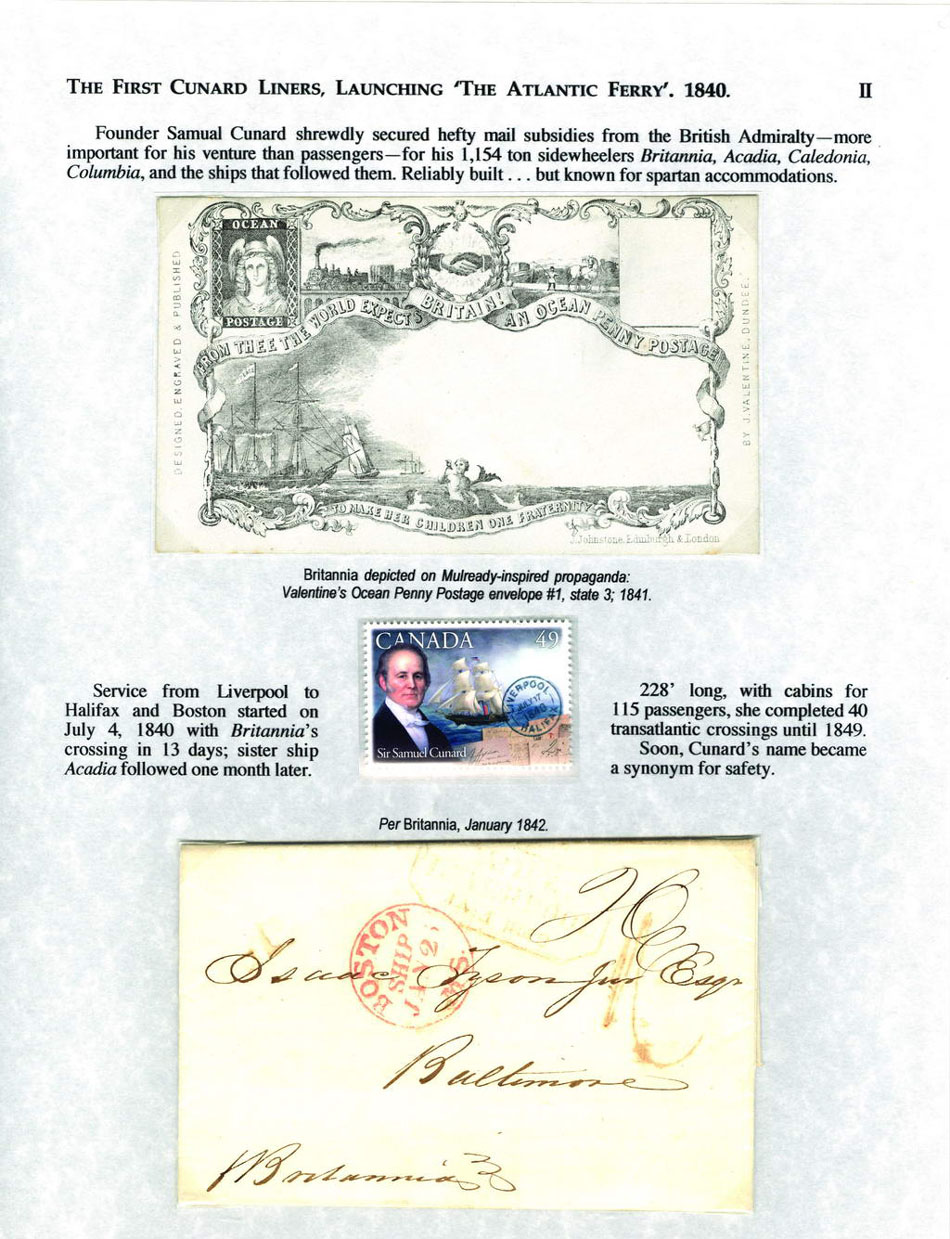 THE FIRST CUNARD LINERS, LAUNCHING 'THE ATLANTIC FERRY'. 1840. II
Founder Samual Cunard shrewdly secured hefty mail subsidies from the British Admiralty—more
important for his venture than passengers—for his 1,154 ton sidewheelers Britannia, Acadia, Caledonia,
Columbia, and the ships that followed them. Reliably built . . . but known for spartan accommodations.
OCEAN
POSTAGE
DESIGNED ENGRAVED & PUBLISHED
BRITAIN!
FROM THEE THE WORLD EXPECTS AN OCEAN PENNY POSTAGE
BY J. VALENTINE, DUNDEE.
TO MAKE HER CHILDREN ONE FRATERNITY
Johnstone, Edinburgh & London
Britannia depicted on Mulready-inspired propaganda:
Valentine's Ocean Penny Postage envelope #1, state 3; 1841.
CANADA 49
LIVERPOOL
JULY 17
1840
HALIFAX
Sir Samuel Cunard
Service from Liverpool to
Halifax and Boston started on
July 4, 1840 with Britannia's
crossing in 13 days; sister ship
Acadia followed one month later.
228' long, with cabins for
115 passengers, she completed 40
transatlantic crossings until 1849.
Soon, Cunard's name became
a synonym for safety.
Per Britannia, January 1842.
BOSTON
SHIP
JAN 2
MS
Isaac Tyson Jun Esqr
Baltimore
Britannia